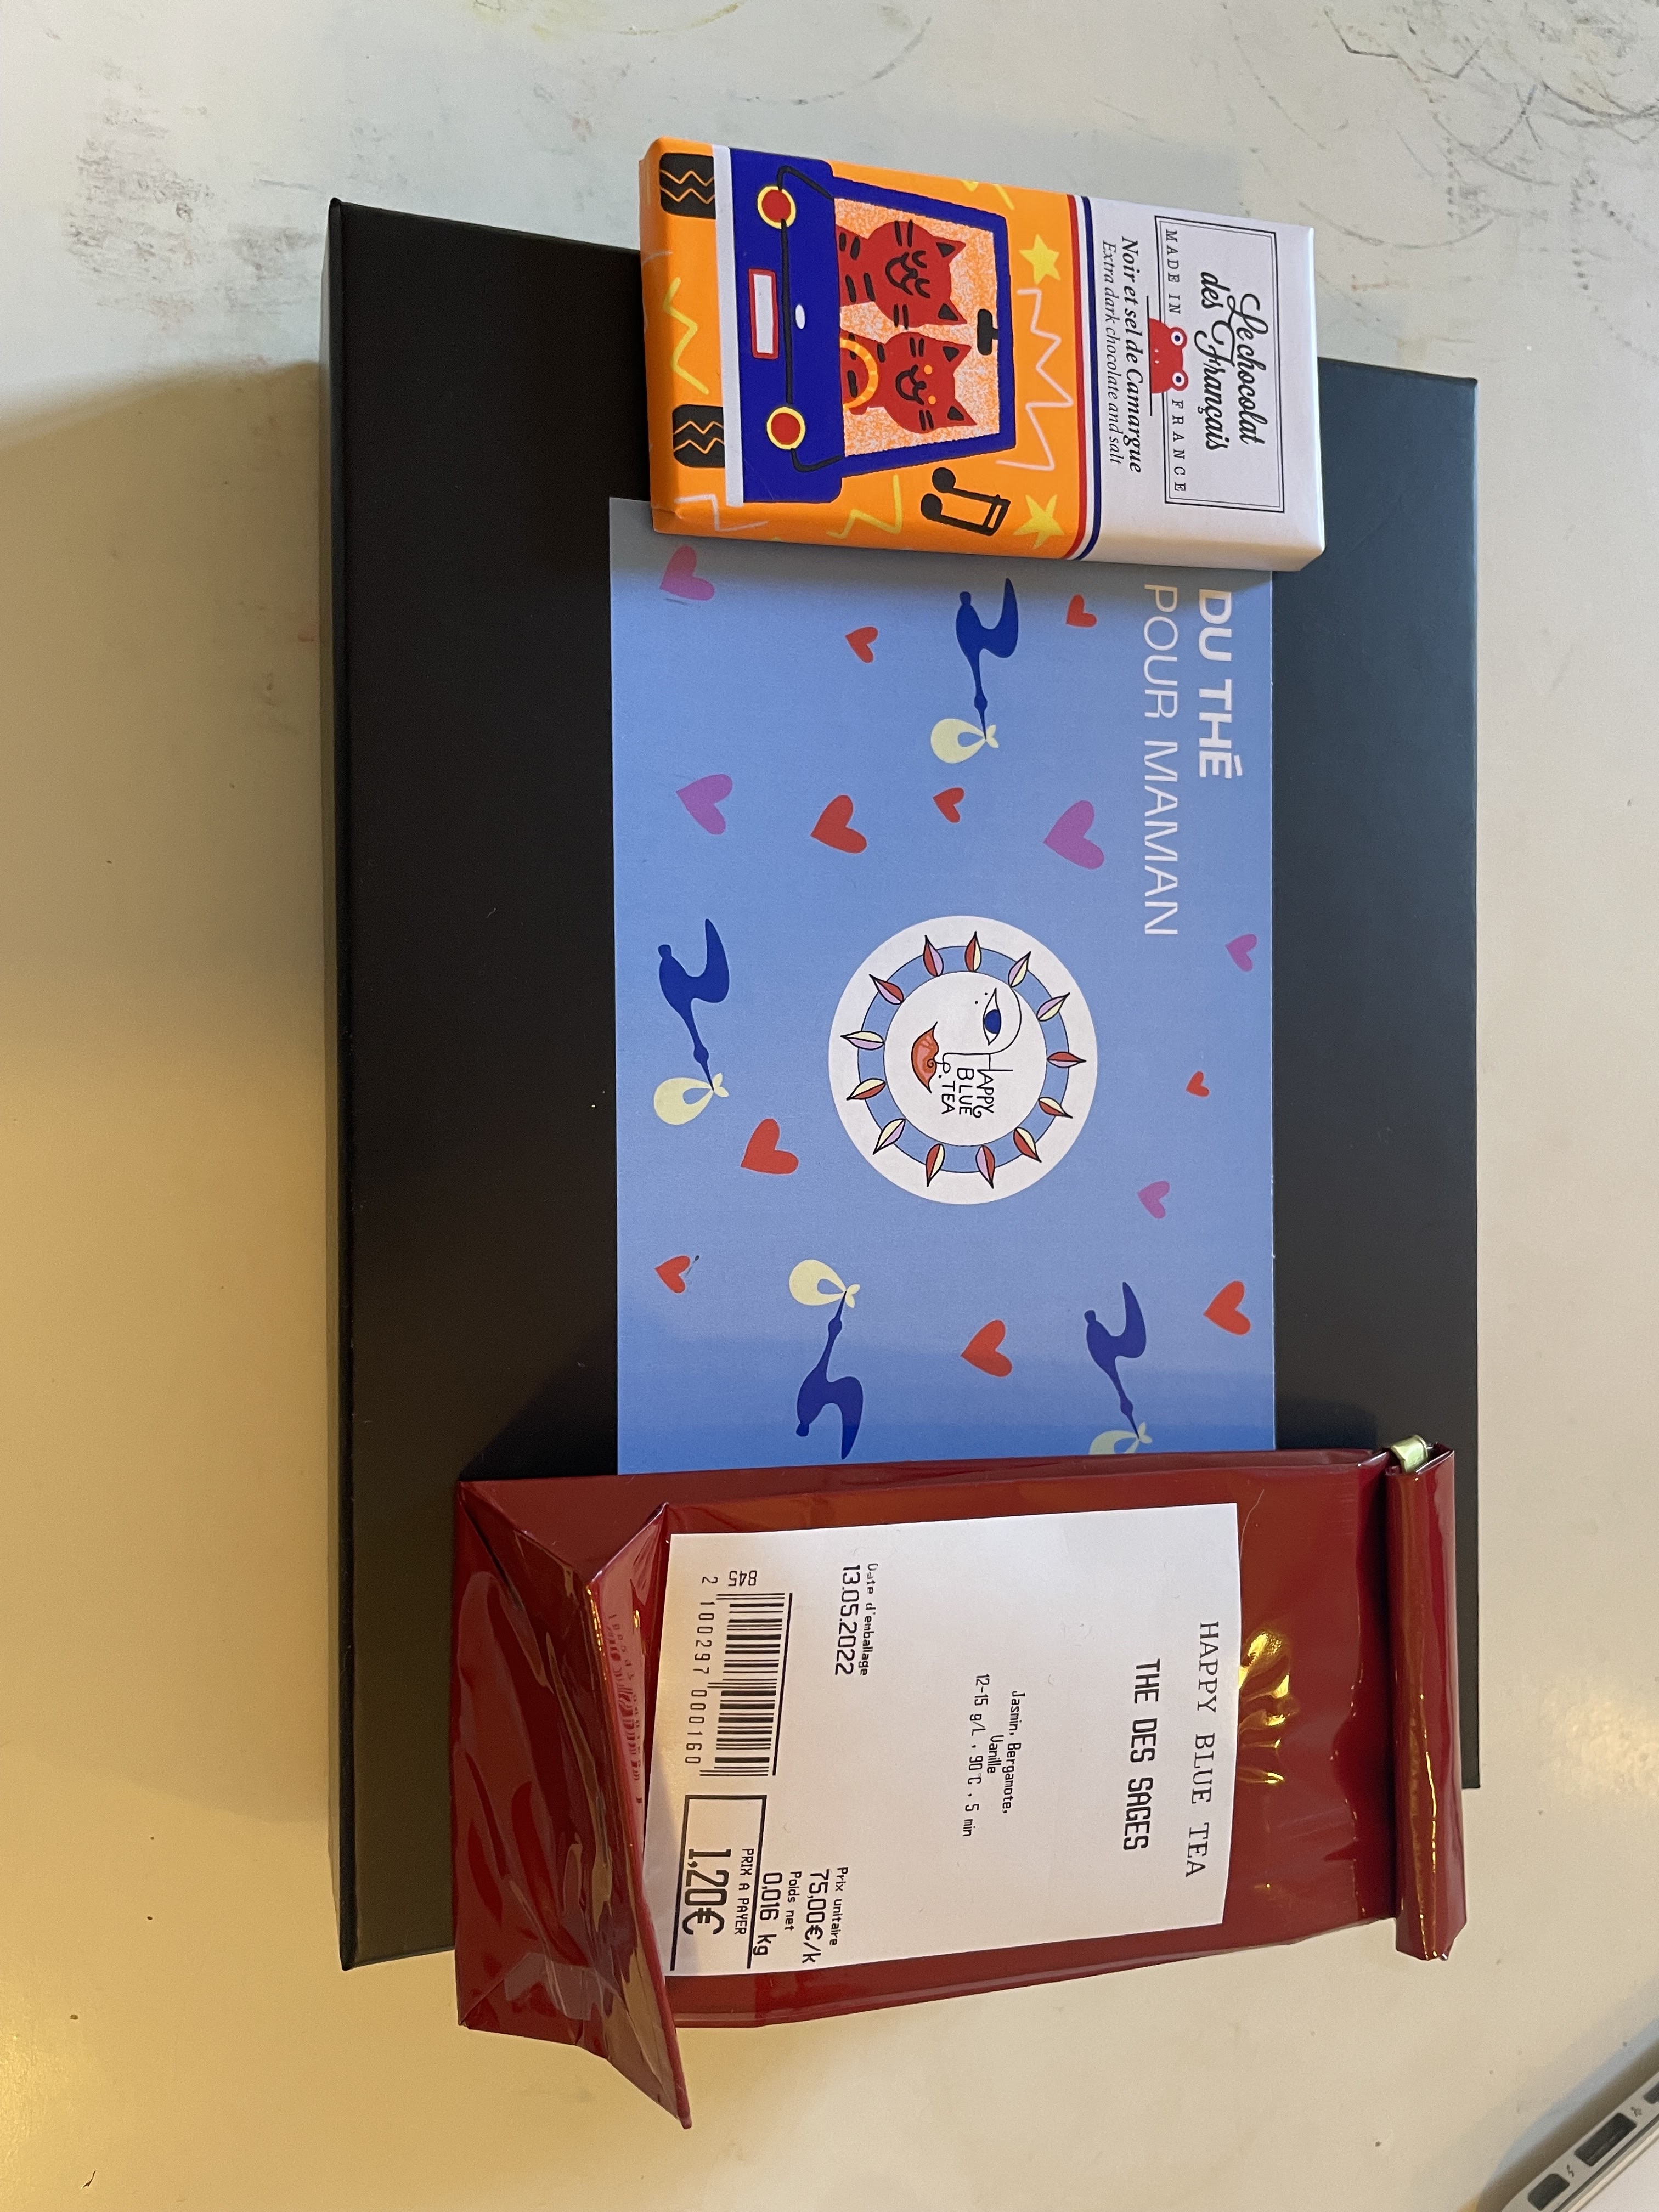 Le chocolat
des Français
MADE IN FRANCE
Noir et sel de Camargue
Extra dark chocolate and salt
DU THÉ
POUR MAMAN
HAPPY
BLUE
P. TEA
HAPPY BLUE TEA
THE DES SAGES
Jasmin, Bergamote,
Vanille
12-15 g/L , 90°C , 5 min
Date d'emballage
13.05.2022
Prix unitaire
75,00€/k
Poids net
0,016 kg
PRIX A PAYER
1,20€
845
2 100297 000160